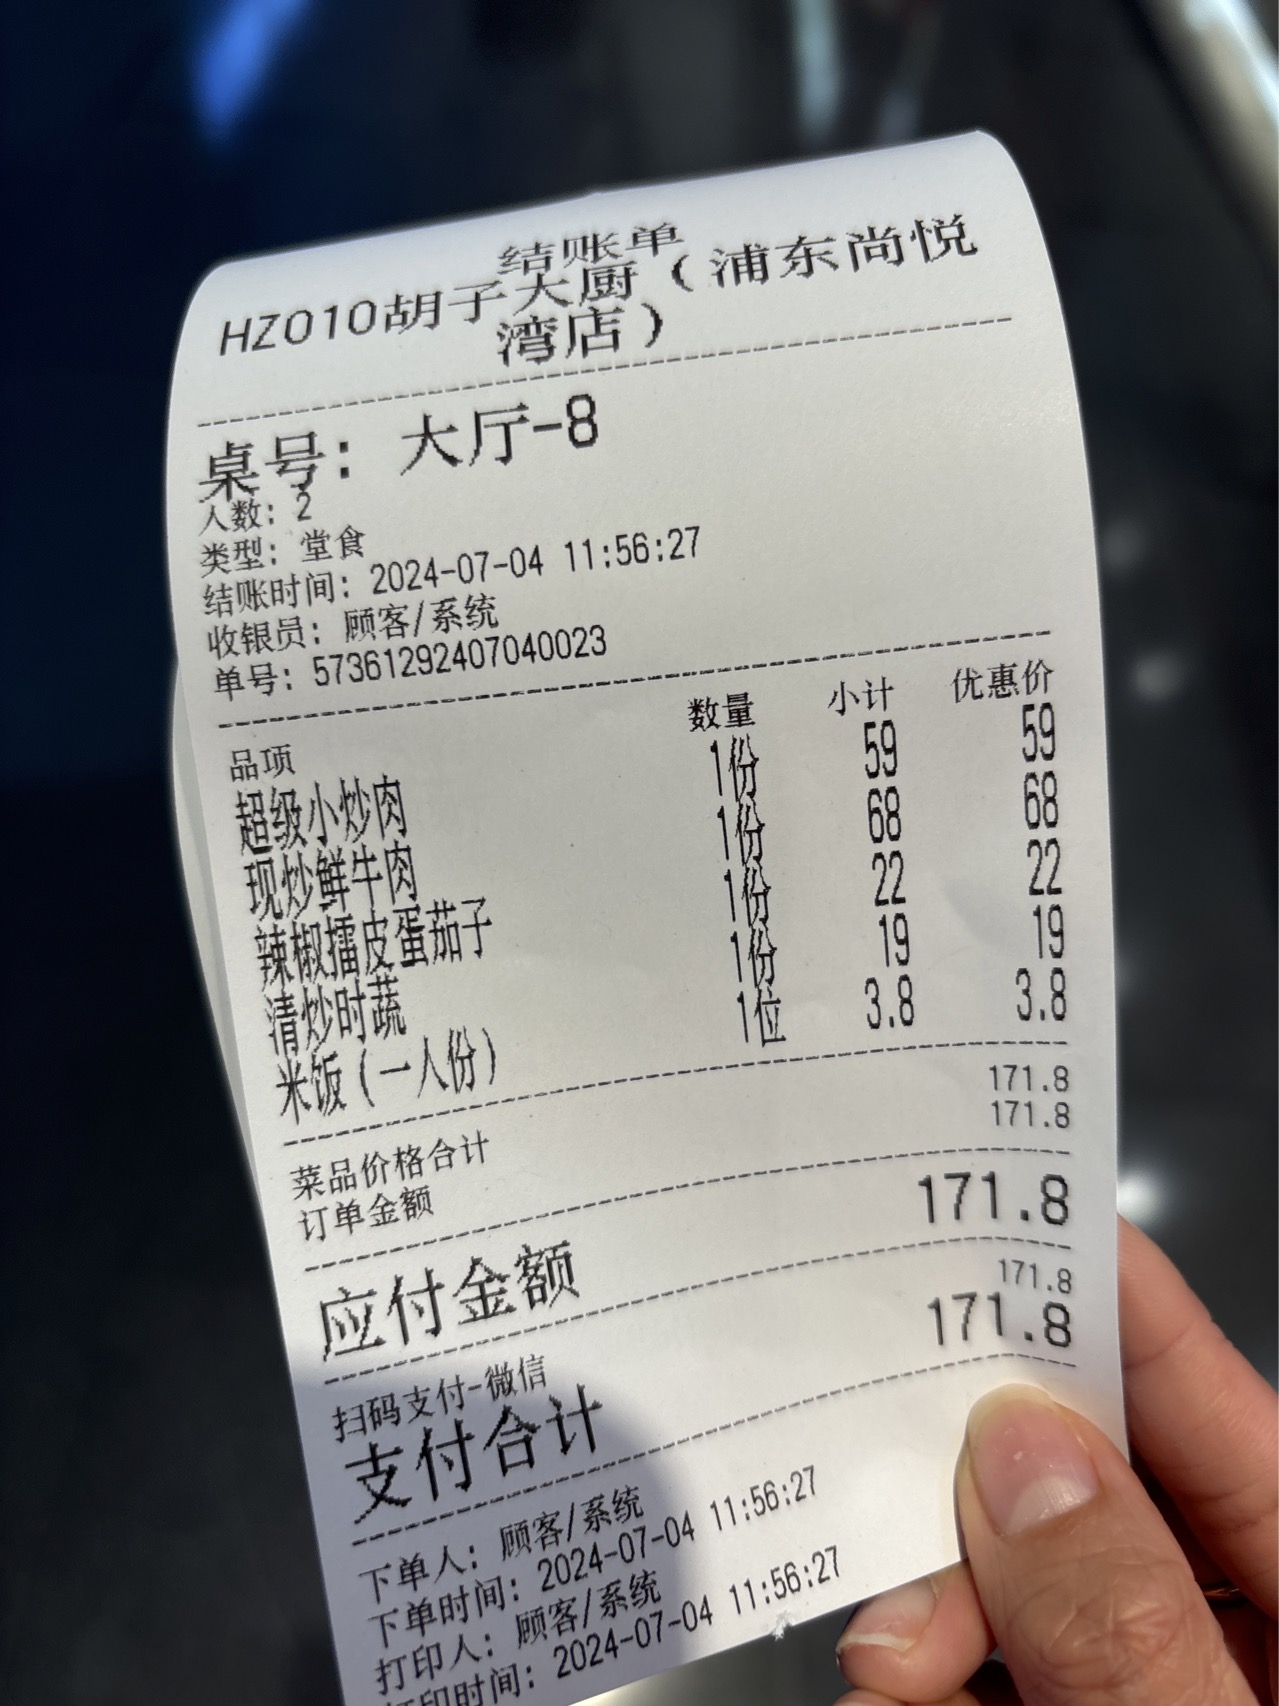 结账单
HZ010胡子大厨（浦东尚悦
湾店）
桌号：大厅-8
人数：2
类型：堂食
结账时间：2024-07-04 11:56:27
收银员：顾客/系统
单号：57361292407040023
品项 数量 小计 优惠价
超级小炒肉 1份 59 59
现炒鲜牛肉 1份 68 68
辣椒擂皮蛋茄子 1份 22 22
清炒时蔬 1份 19 19
米饭（一人份） 1位 3.8 3.8
菜品价格合计 171.8
订单金额 171.8
应付金额 171.8
扫码支付-微信 171.8
支付合计 171.8
下单人：顾客/系统
下单时间：2024-07-04 11:56:27
打印人：顾客/系统
打印时间：2024-07-04 11:56:27